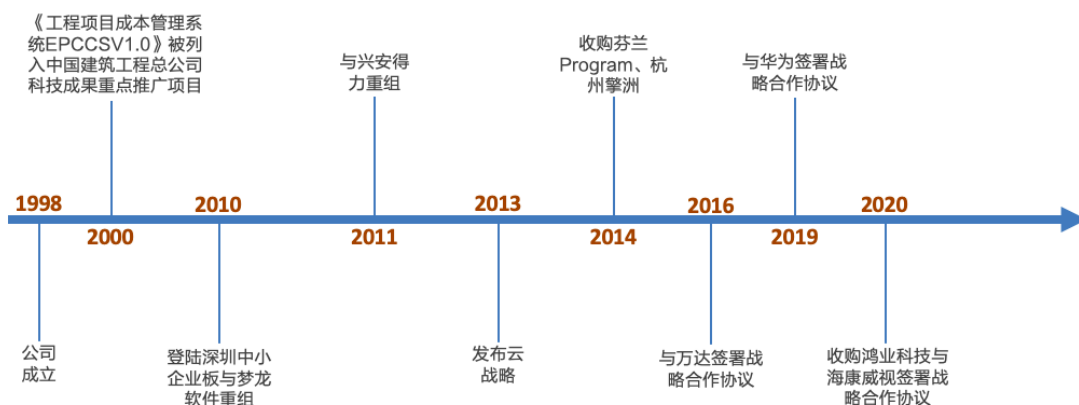 《工程项目成本管理系
统EPCCSV1.0》被列
入中国建筑工程总公司
科技成果重点推广项目
与兴安得
力重组
收购芬兰
Program、杭
州擎洲
与华为签署战
略合作协议
1998
2010
2013
2016
2020
2000
2011
2014
2019
公司
成立
登陆深圳中小
企业板与梦龙
软件重组
发布云
战略
与万达签署战
略合作协议
收购鸿业科技与
海康威视签署战
略合作协议